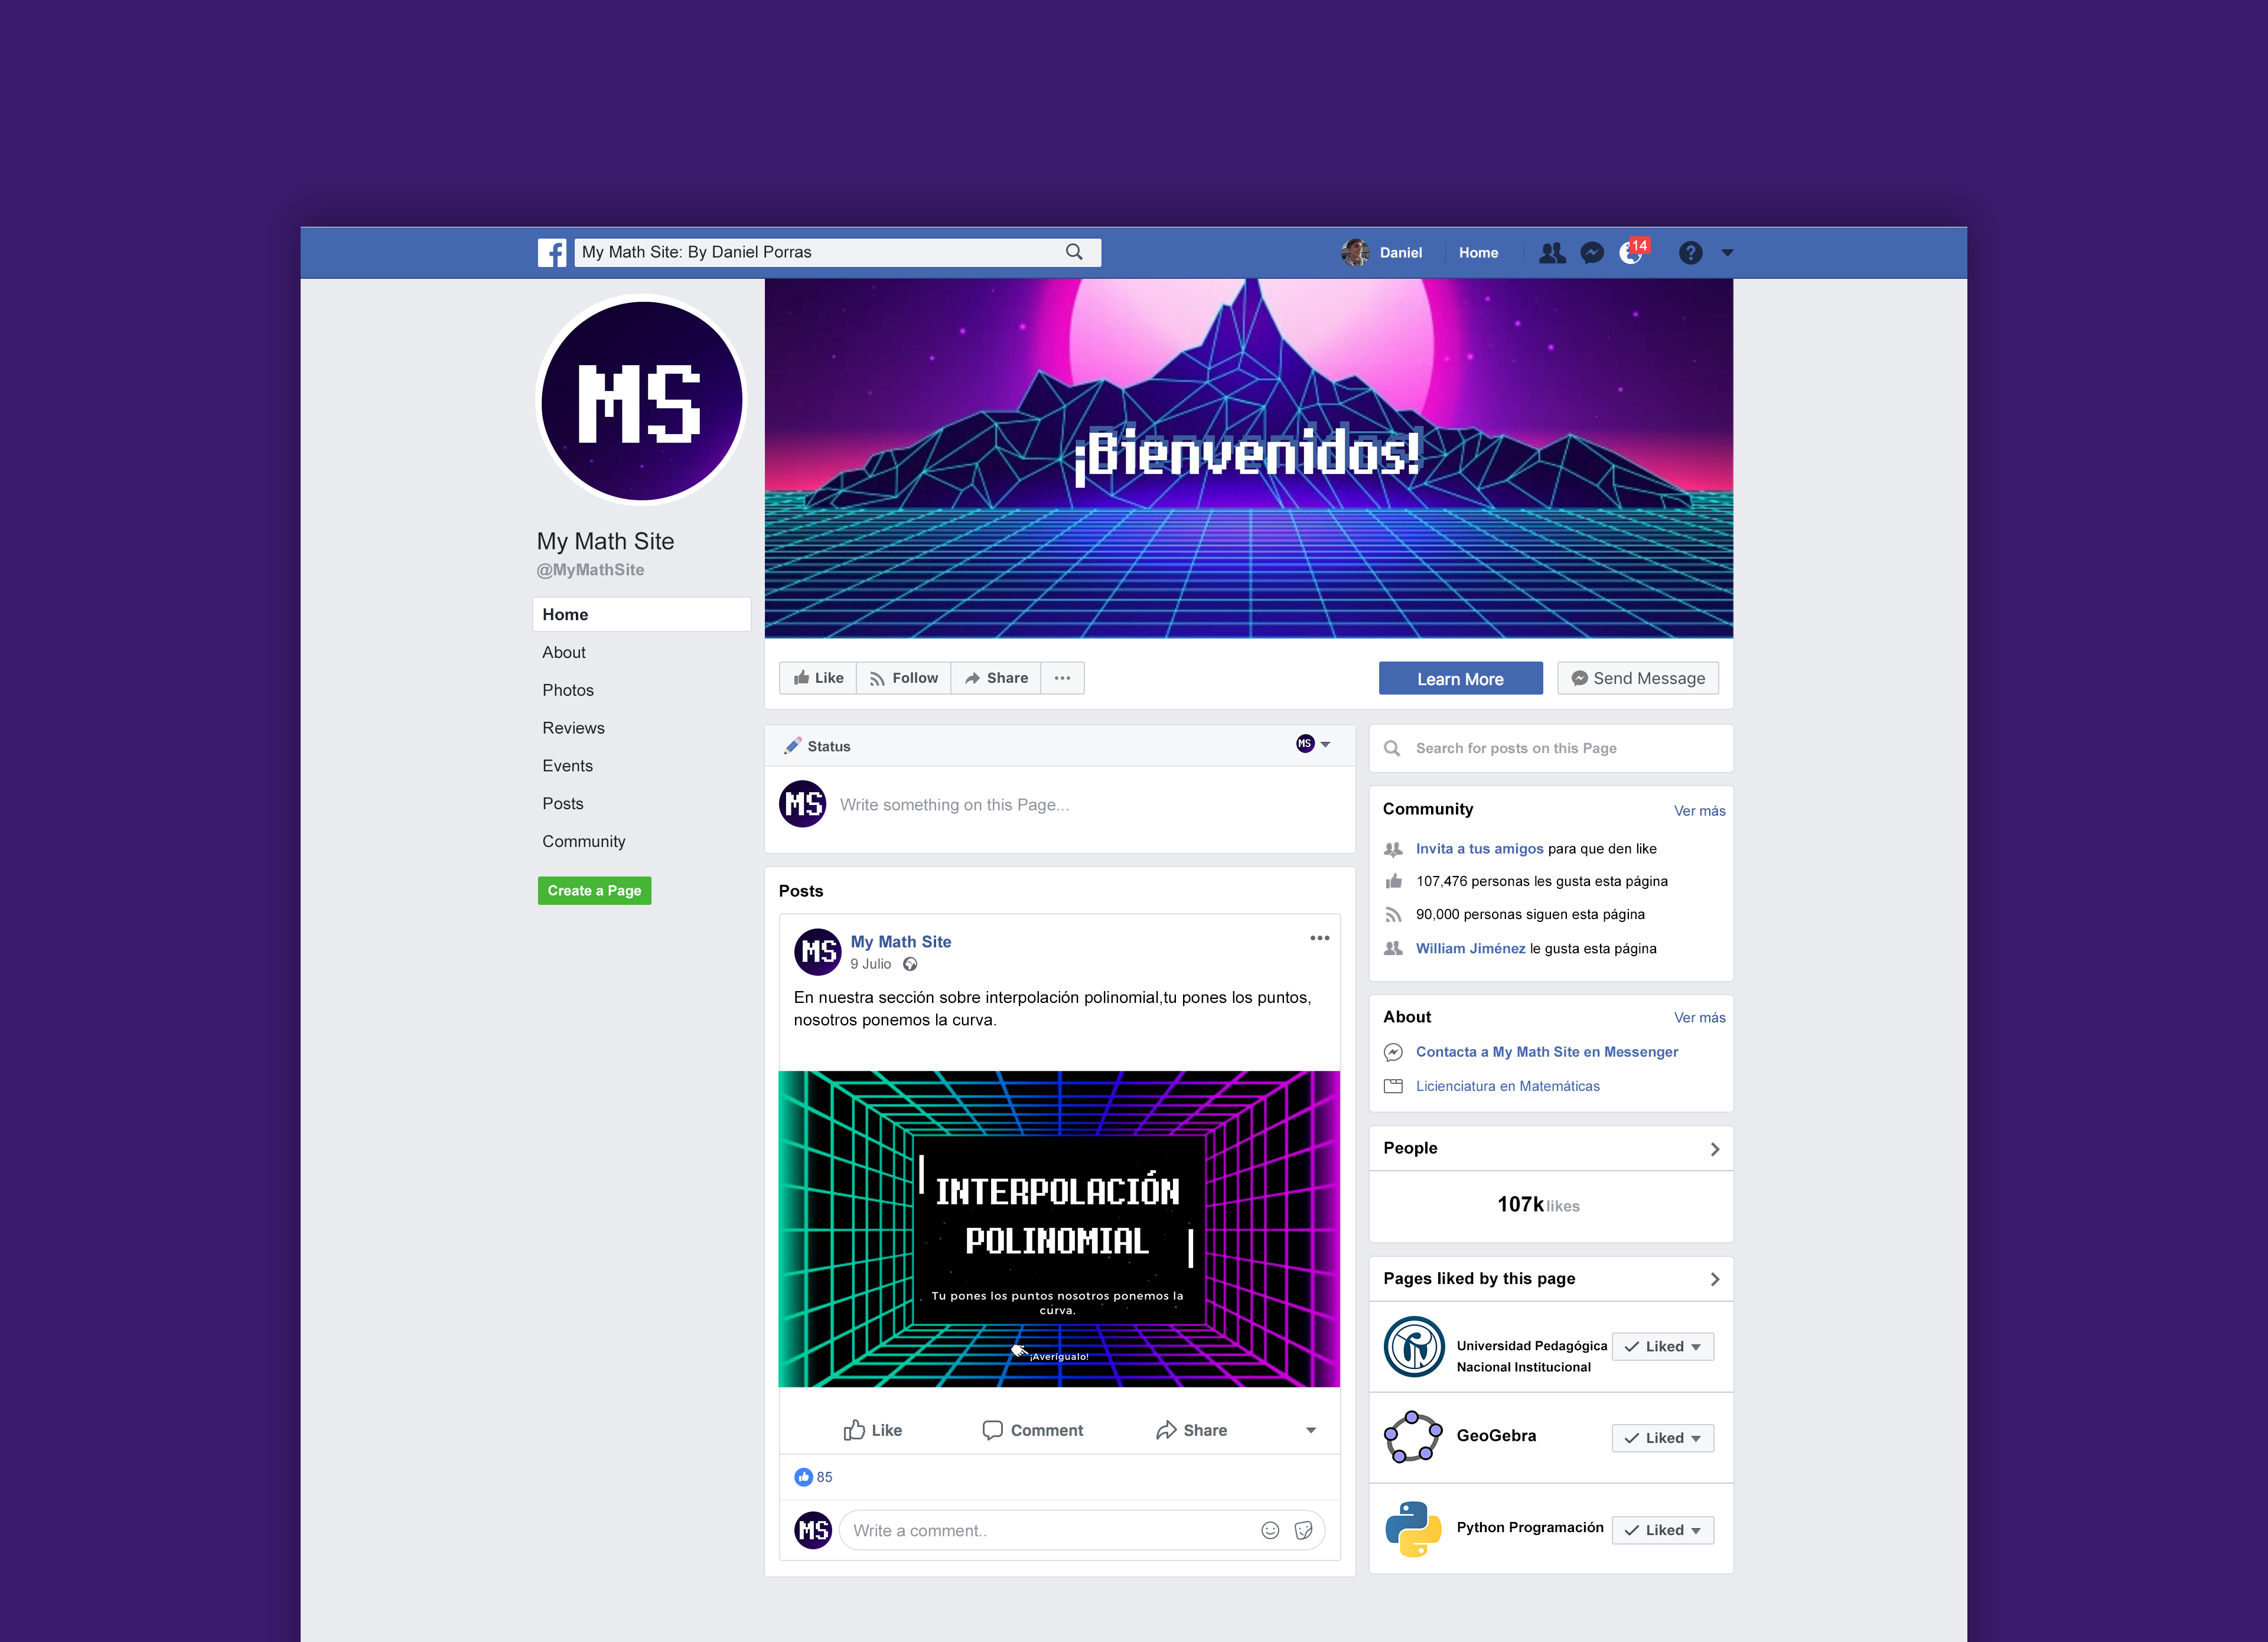 My Math Site: By Daniel Porras
Daniel
Home
14
?
MS
My Math Site
@MyMathSite
Home
About
Photos
Reviews
Events
Posts
Community
Create a Page
¡Bienvenidos!
Like
Follow
Share
Learn More
Send Message
Status
MS
MS
Write something on this Page...
Posts
MS
My Math Site
9 Julio
En nuestra sección sobre interpolación polinomial,tu pones los puntos,
nosotros ponemos la curva.
INTERPOLACIÓN
POLINOMIAL
Tu pones los puntos nosotros ponemos la
curva.
¡Averígualo!
Like
Comment
Share
85
MS
Write a comment..
Search for posts on this Page
Community
Ver más
Invita a tus amigos para que den like
107,476 personas les gusta esta página
90,000 personas siguen esta página
William Jiménez le gusta esta página
About
Ver más
Contacta a My Math Site en Messenger
Licienciatura en Matemáticas
People
107k likes
Pages liked by this page
Universidad Pedagógica
Nacional Institucional
Liked
GeoGebra
Liked
Python Programación
Liked